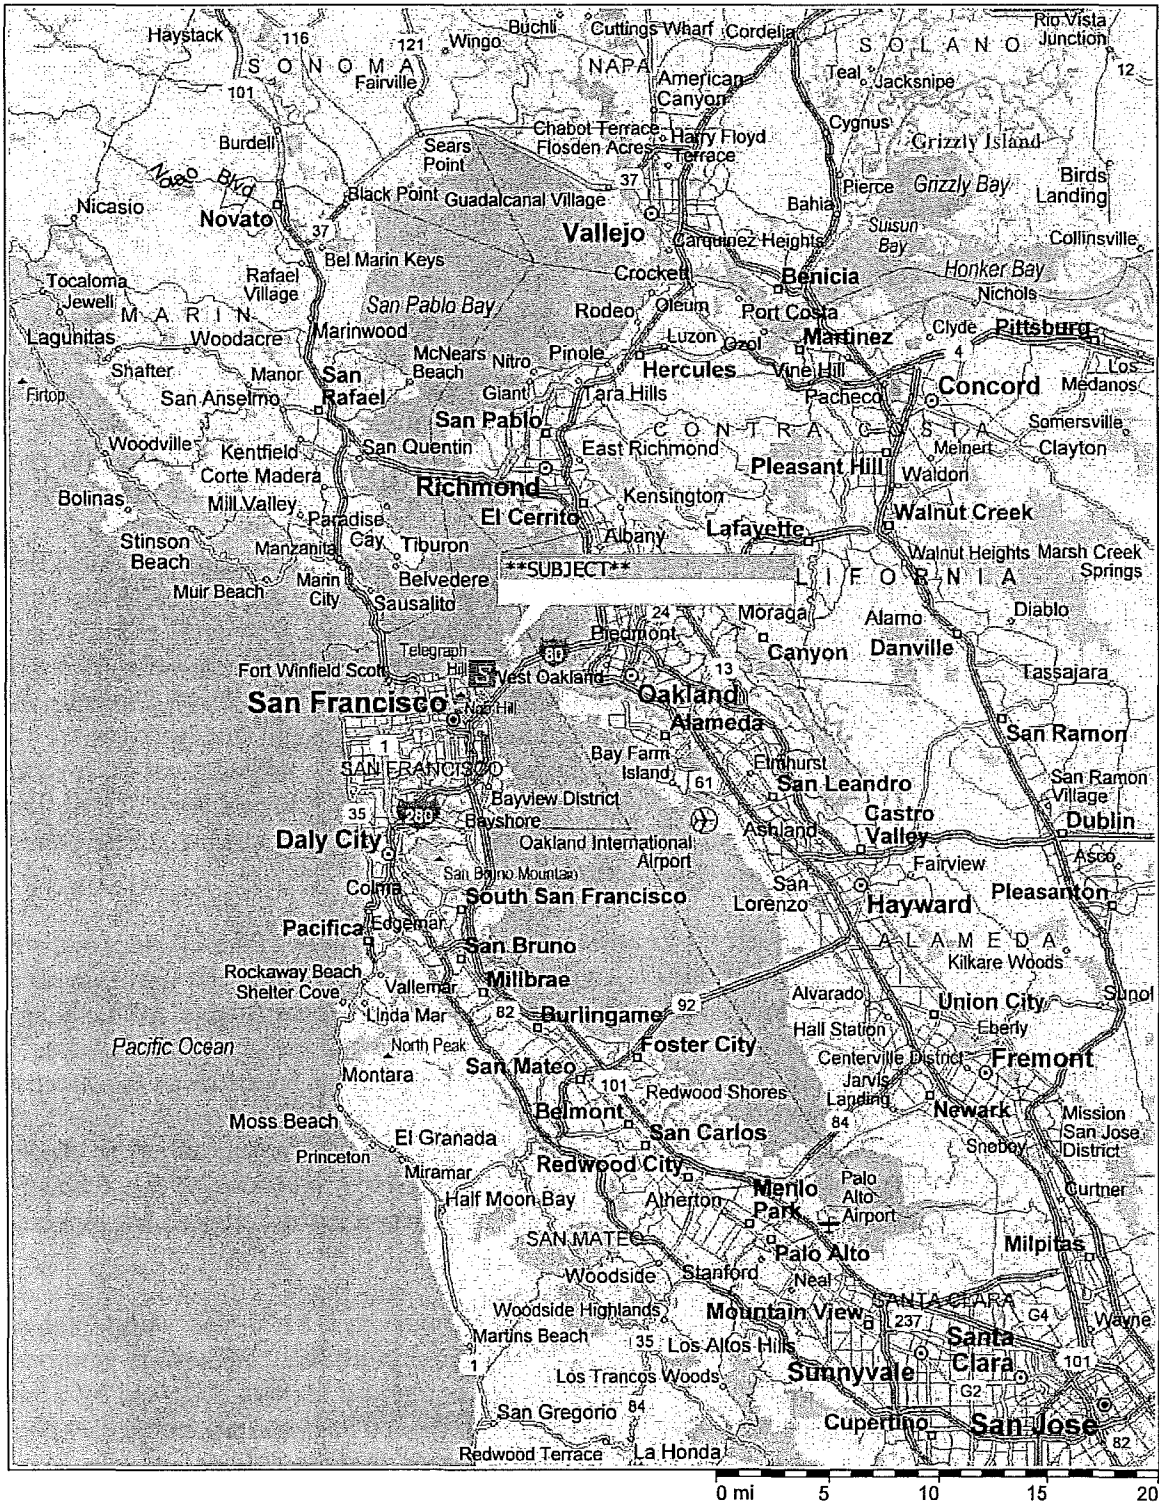 Haystack
116
121
Wingo
Buchli
Cuttings Wharf
Cordelia
Rio Vista
Junction
SONOMA
Fairville
NAPA
SOLANO
101
American
Canyon
Teal
Jacksnipe
12
Burdell
Sears
Point
Chabot Terrace
Flosden Acres
Harry Floyd
Terrace
Cygnus
Grizzly Island
Blvd
Black Point
Guadalcanal Village
37
Pierce
Grizzly Bay
Birds
Landing
Nicasio
Novato
37
Vallejo
Bahia
Suisun
Bay
Collinsville
Bel Marin Keys
Carquinez Heights
Tocaloma
Jewell
Rafael
Village
Crockett
Benicia
Honker Bay
Nichols
MARIN
San Pablo Bay
Rodeo
Oleum
Port Costa
Lagunitas
Woodacre
Marinwood
Luzon
Ozol
Martinez
Clyde
Pittsburg
Shafter
Manor
San
Rafael
McNears
Beach
Nitro
Pinole
Hercules
Vine Hill
4
Los
Medanos
Firtop
San Anselmo
Giant
Tara Hills
Pacheco
Concord
San Pablo
CONTRA COSTA
Somersville
Woodville
Kentfield
San Quentin
East Richmond
Meinert
Clayton
Corte Madera
Richmond
Pleasant Hill
Waldon
Bolinas
Mill Valley
Paradise
Cay
El Cerrito
Kensington
Lafayette
Walnut Creek
Stinson
Beach
Manzanita
Tiburon
Albany
Walnut Heights
Marsh Creek
Springs
**SUBJECT**
LIFORNIA
Muir Beach
Marin
City
Belvedere
Sausalito
24
Moraga
Alamo
Diablo
Piedmont
Canyon
Danville
Fort Winfield Scott
Telegraph
Hill
80
West Oakland
13
Tassajara
San Francisco
Nob Hill
Oakland
Alameda
San Ramon
1
Bay Farm
Island
Elmhurst
SAN FRANCISCO
61
San Leandro
San Ramon
Village
Bayview District
35
280
Bayshore
Castro
Valley
Dublin
Daly City
Oakland International
Airport
Ashland
Fairview
Asco
San Bruno Mountain
Colma
South San Francisco
San
Lorenzo
Hayward
Pleasanton
Pacifica
Edgemar
San Bruno
ALAMEDA
Kilkare Woods
Rockaway Beach
Shelter Cove
Vallemar
Millbrae
92
Alvarado
Union City
Sunol
Linda Mar
82
Burlingame
Hall Station
Eberly
Pacific Ocean
North Peak
Foster City
Centerville District
Fremont
Montara
San Mateo
101
Redwood Shores
Jarvis
Landing
Newark
Moss Beach
Belmont
84
Mission
San Jose
District
El Granada
San Carlos
Sneboy
Princeton
Miramar
Redwood City
Palo
Alto
Airport
Half Moon Bay
Atherton
Menlo
Park
Curtner
SAN MATEO
Palo Alto
Milpitas
Woodside
Stanford
Neal
SANTA CLARA
Woodside Highlands
Mountain View
237
G4
Wayne
Martins Beach
35
Los Altos Hills
Santa
Clara
1
Los Trancos Woods
Sunnyvale
101
G2
San Gregorio
84
Cupertino
San Jose
82
Redwood Terrace
La Honda
0 mi
5
10
15
20